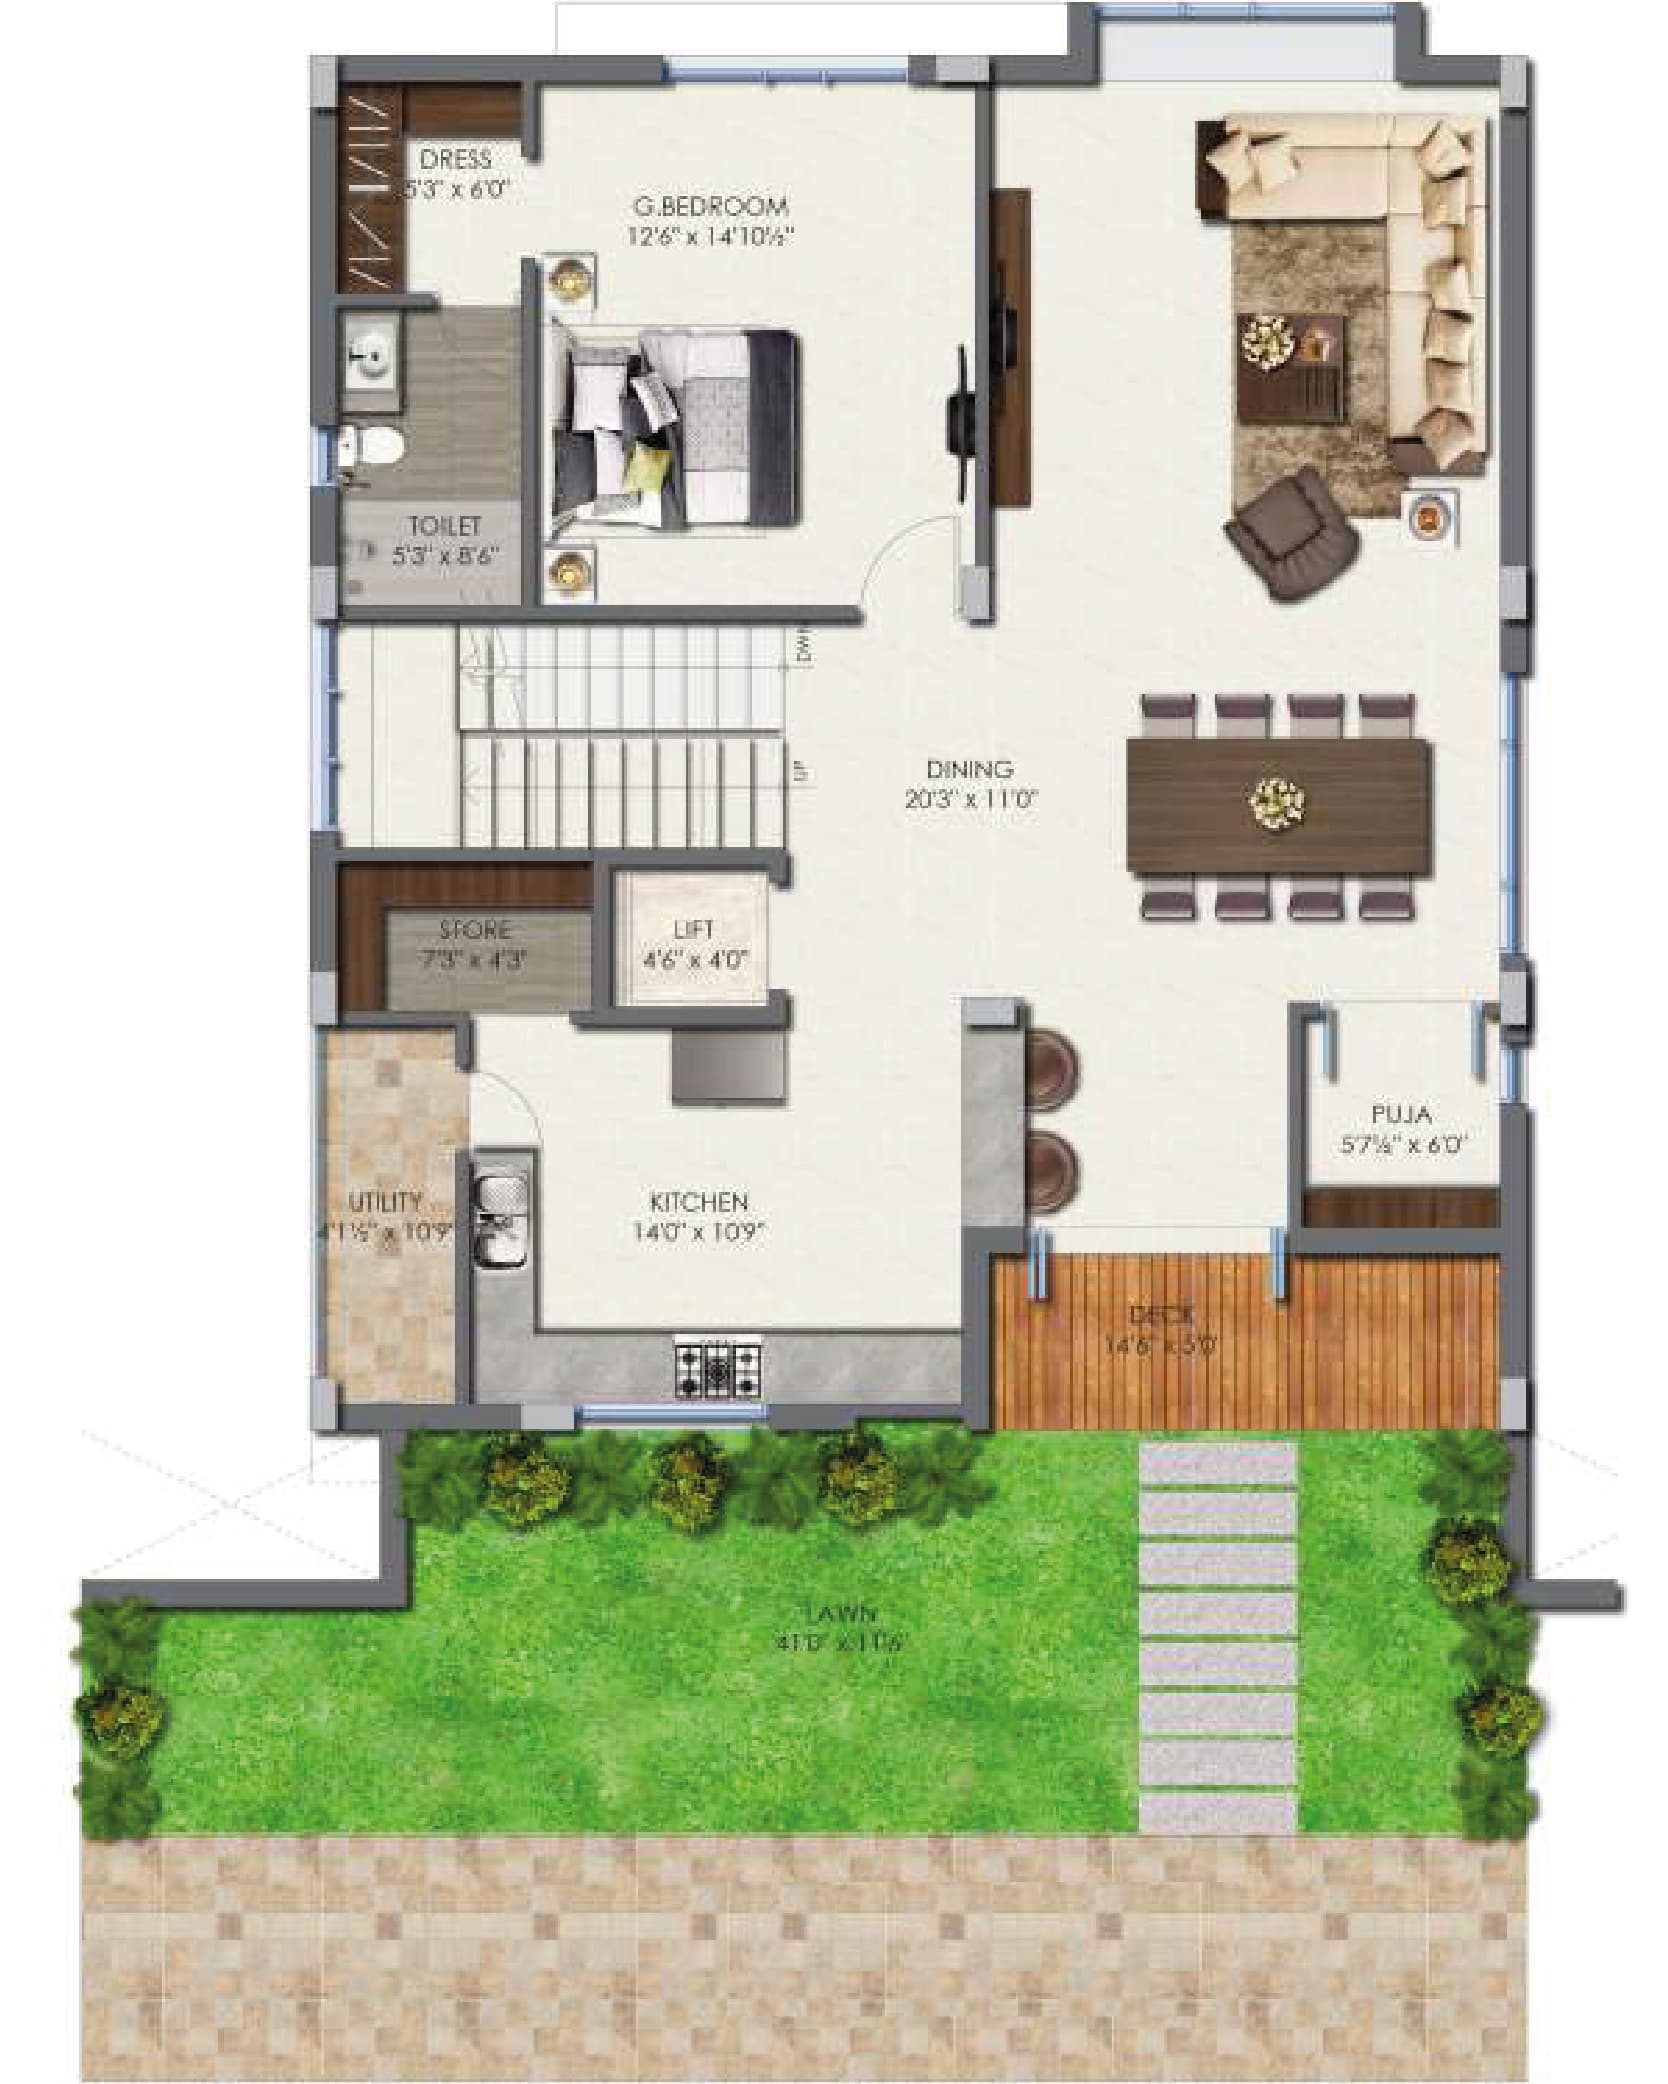 DRESS
5'3" x 6'0"
G.BEDROOM
12'6" x 14'10½"
TOILET
5'3" x 8'6"
DWN
UP
DINING
20'3" x 11'0"
STORE
7'3" x 4'3"
LIFT
4'6" x 4'0"
PUJA
5'7½" x 6'0"
UTILITY
4'1½" x 10'9"
KITCHEN
14'0" x 10'9"
DECK
14'6" x 5'0"
LAWN
41'0" x 11'6"